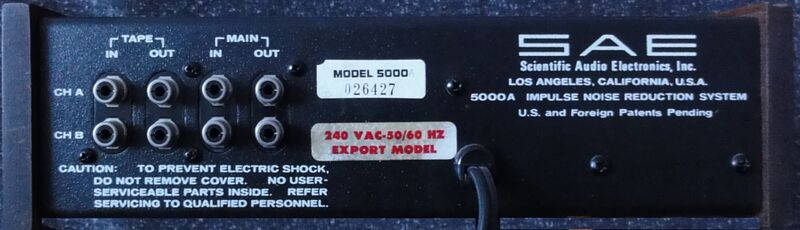 TAPE MAIN
IN OUT IN OUT
CH A
CH B
MODEL 5000A
026427
240 VAC-50/60 HZ
EXPORT MODEL
SAE
Scientific Audio Electronics, Inc.
LOS ANGELES, CALIFORNIA, U.S.A.
5000A IMPULSE NOISE REDUCTION SYSTEM
U.S. and Foreign Patents Pending
CAUTION: TO PREVENT ELECTRIC SHOCK,
DO NOT REMOVE COVER. NO USER-
SERVICEABLE PARTS INSIDE. REFER
SERVICING TO QUALIFIED PERSONNEL.